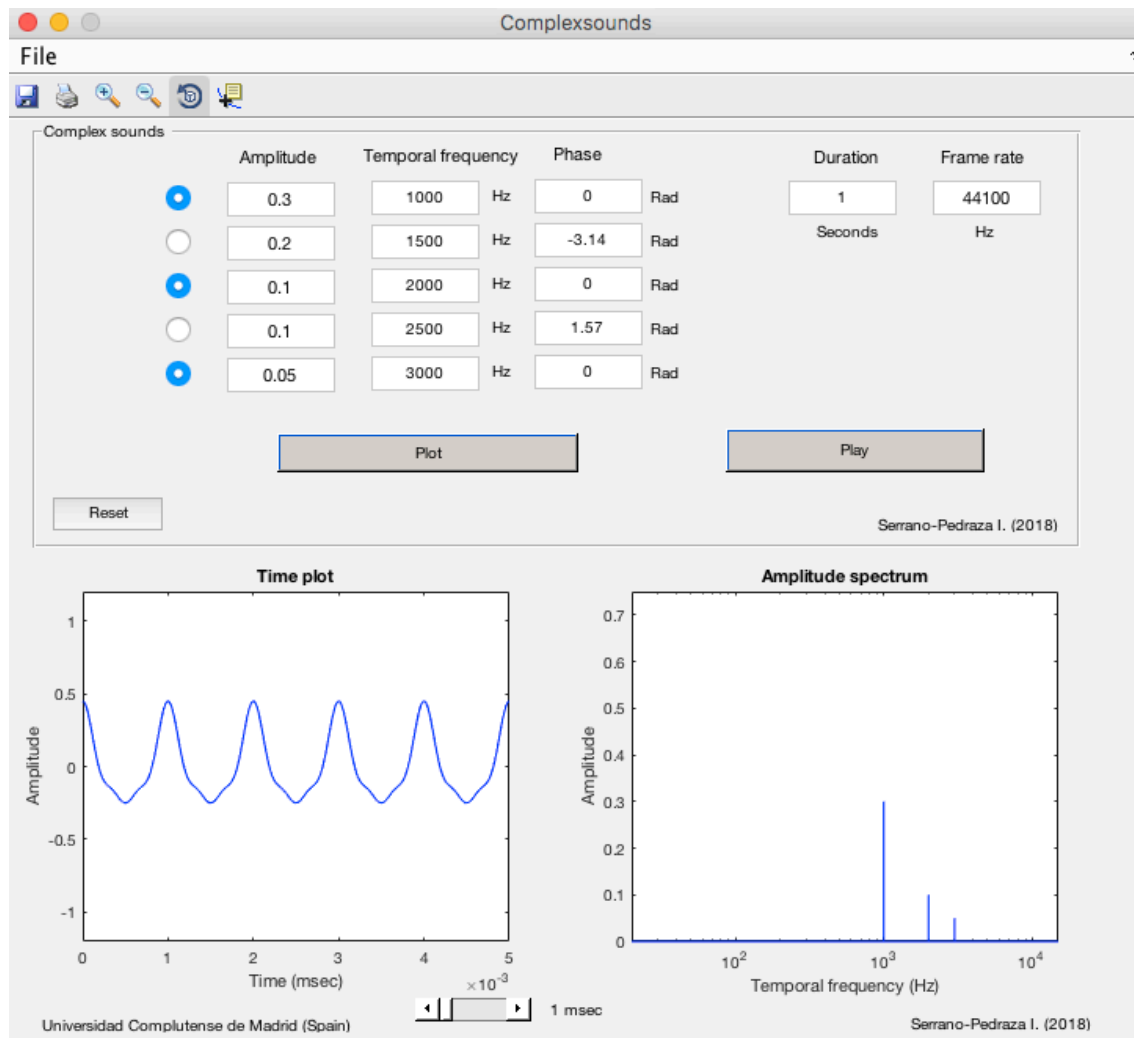 Complexsounds
File
Complex sounds
Amplitude Temporal frequency Phase Duration Frame rate
0.3 1000 Hz 0 Rad 1 44100
Seconds Hz
0.2 1500 Hz -3.14 Rad
0.1 2000 Hz 0 Rad
0.1 2500 Hz 1.57 Rad
0.05 3000 Hz 0 Rad
Plot Play
Reset
Serrano-Pedraza I. (2018)
Time plot
1
0.5
0
-0.5
-1
Amplitude
0 1 2 3 4 5
Time (msec)
×10⁻³
1 msec
Universidad Complutense de Madrid (Spain)
Amplitude spectrum
0.7
0.6
0.5
0.4
0.3
0.2
0.1
0
Amplitude
10² 10³ 10⁴
Temporal frequency (Hz)
Serrano-Pedraza I. (2018)